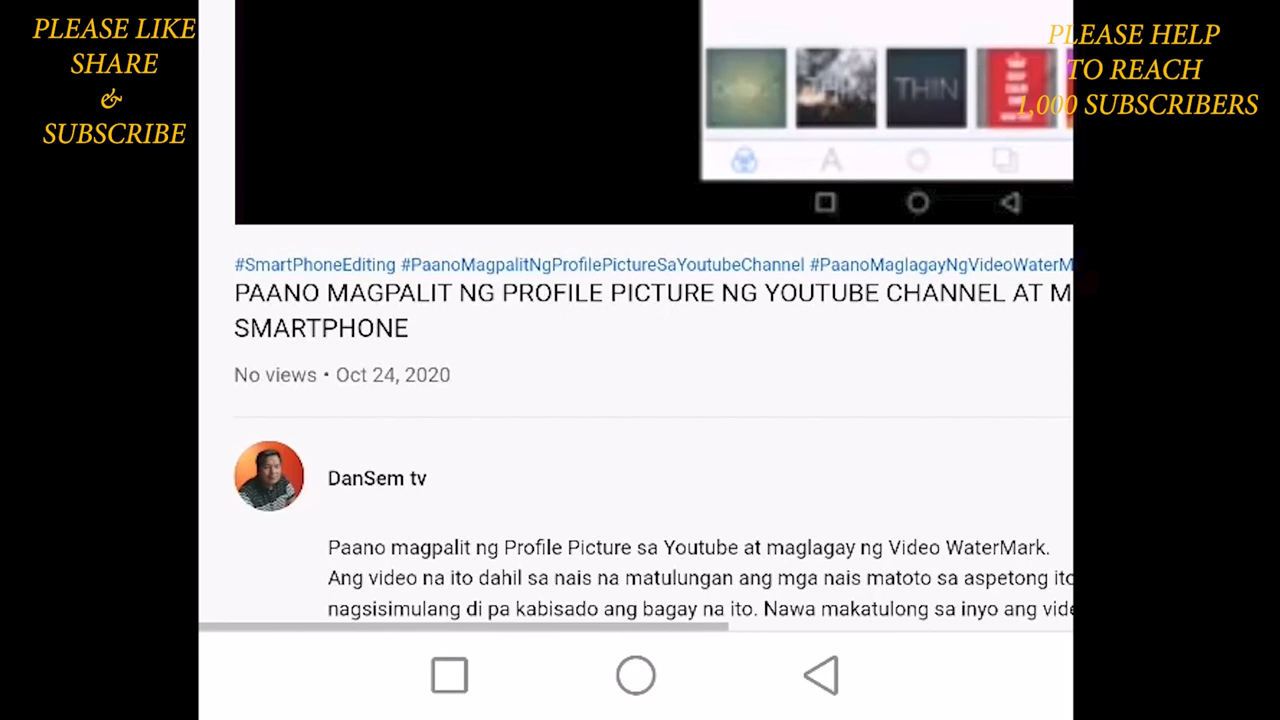 PLEASE LIKE
SHARE
&
SUBSCRIBE
PLEASE HELP
TO REACH
1,000 SUBSCRIBERS
THIN
A
#SmartPhoneEditing #PaanoMagpalitNgProfilePictureSaYoutubeChannel #PaanoMaglagayNgVideoWaterM
PAANO MAGPALIT NG PROFILE PICTURE NG YOUTUBE CHANNEL AT M
SMARTPHONE
No views • Oct 24, 2020
DanSem tv
Paano magpalit ng Profile Picture sa Youtube at maglagay ng Video WaterMark.
Ang video na ito dahil sa nais na matulungan ang mga nais matoto sa aspetong ito
nagsisimulang di pa kabisado ang bagay na ito. Nawa makatulong sa inyo ang vide